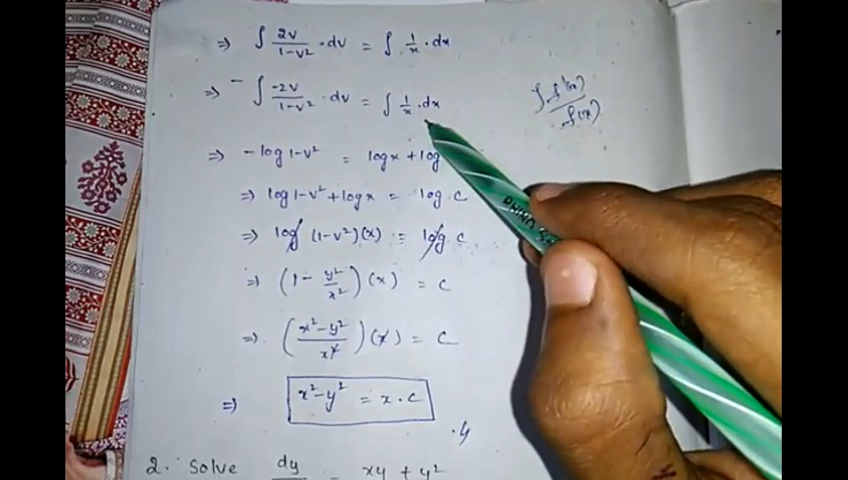 ⇒ ∫ 2v/1-v² · dv = ∫ 1/x · dx
⇒ - ∫ -2v/1-v² · dv = ∫ 1/x · dx
∫ f'(x)/f(x)
⇒ - log 1-v² = log x + log
⇒ log 1-v² + log x = log c
⇒ log (1-v²)(x) = log c
⇒ (1 - y²/x²)(x) = c
⇒ (x²-y²/x²)(x) = c
⇒ x²-y² = x · c
2. Solve dy = xy + y²